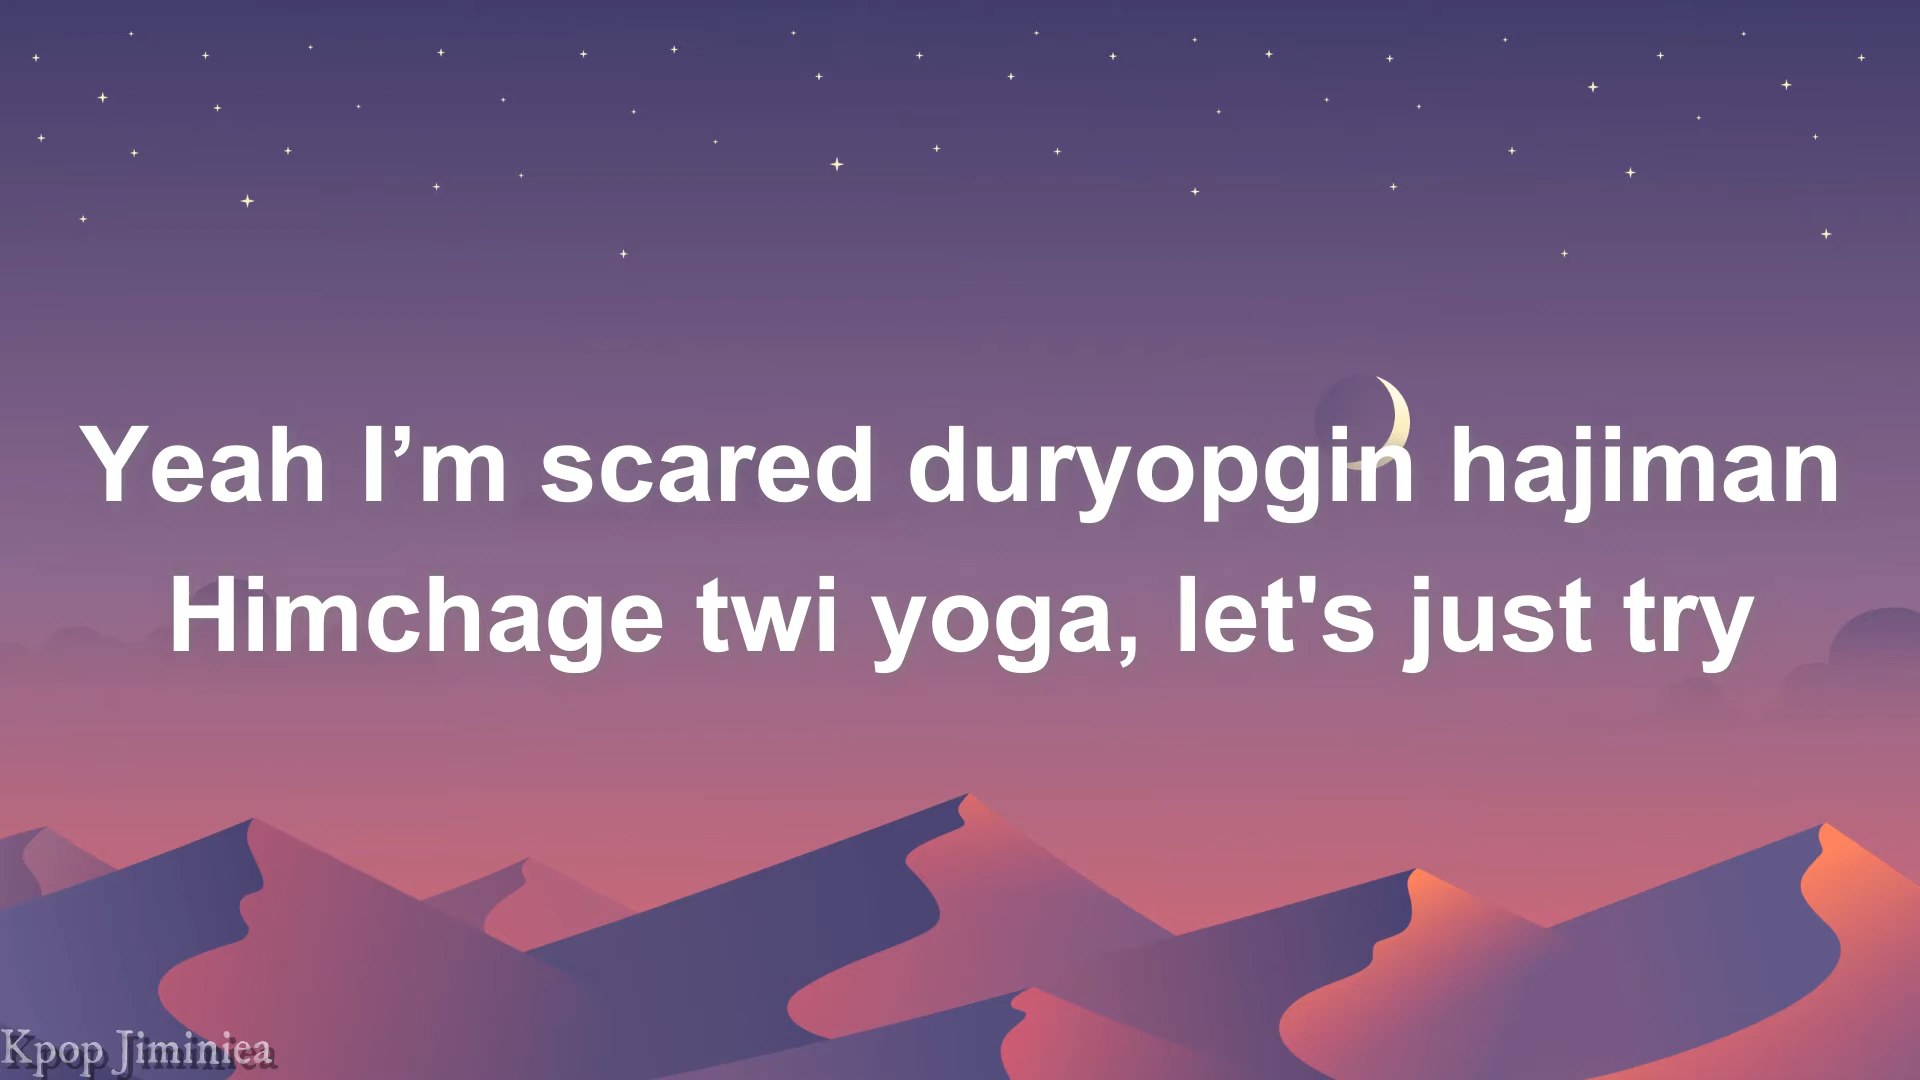 Yeah I’m scared duryopgin hajiman
Himchage twi yoga, let's just try
Kpop Jiminiea